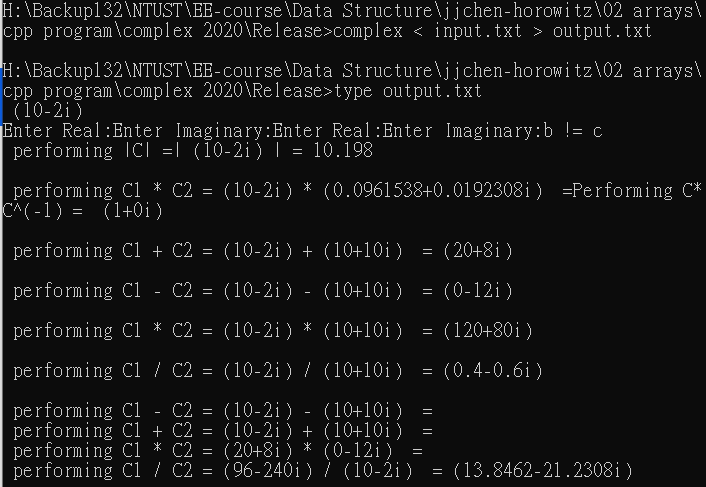 H:\Backup132\NTUST\EE-course\Data Structure\jjchen-horowitz\02 arrays\
cpp program\complex 2020\Release>complex < input.txt > output.txt
H:\Backup132\NTUST\EE-course\Data Structure\jjchen-horowitz\02 arrays\
cpp program\complex 2020\Release>type output.txt
(10-2i)
Enter Real:Enter Imaginary:Enter Real:Enter Imaginary:b != c
performing |C| =| (10-2i) | = 10.198
performing C1 * C2 = (10-2i) * (0.0961538+0.0192308i)  =Performing C*
C^(-1) =  (1+0i)
performing C1 + C2 = (10-2i) + (10+10i)  = (20+8i)
performing C1 - C2 = (10-2i) - (10+10i)  = (0-12i)
performing C1 * C2 = (10-2i) * (10+10i)  = (120+80i)
performing C1 / C2 = (10-2i) / (10+10i)  = (0.4-0.6i)
performing C1 - C2 = (10-2i) - (10+10i)  =
performing C1 + C2 = (10-2i) + (10+10i)  =
performing C1 * C2 = (20+8i) * (0-12i)  =
performing C1 / C2 = (96-240i) / (10-2i)  = (13.8462-21.2308i)